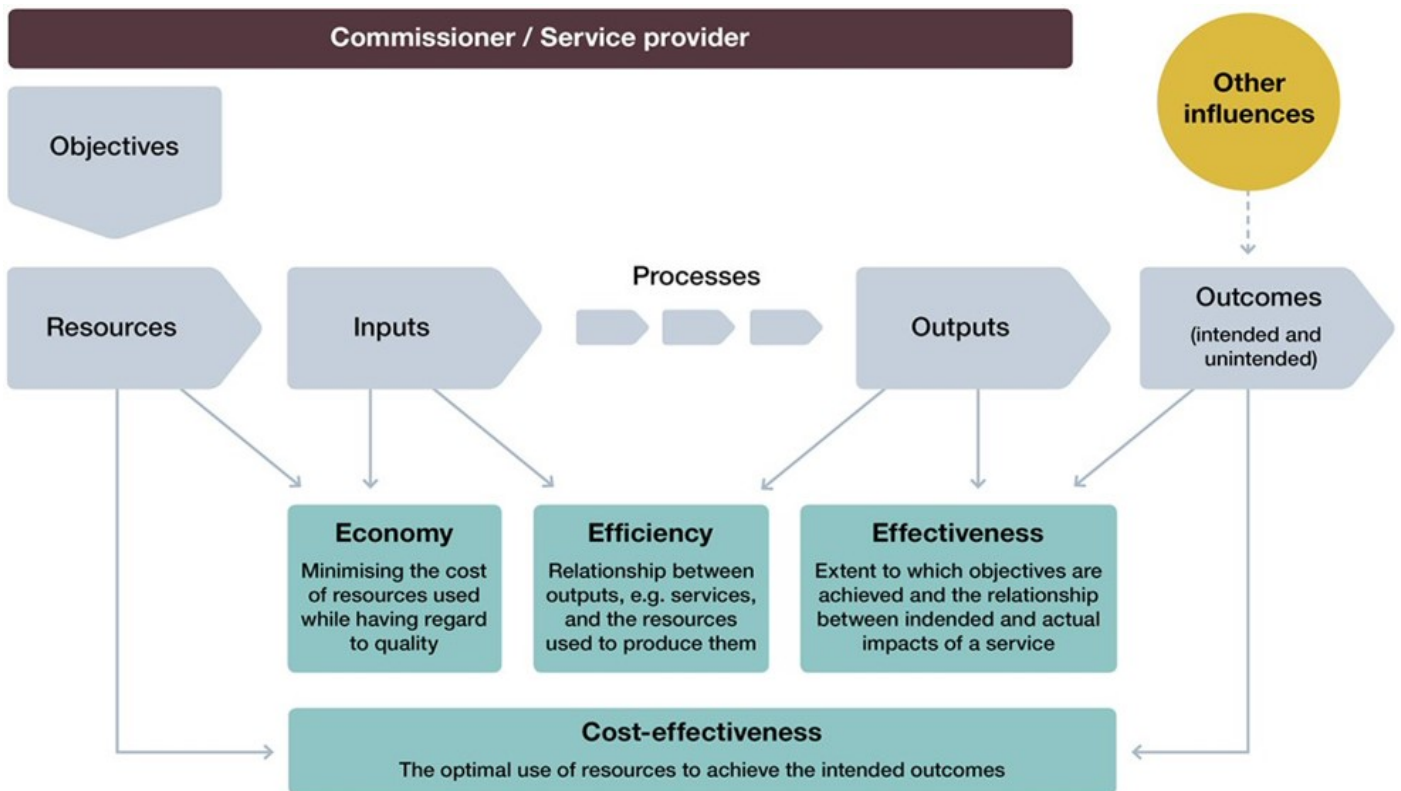 Commissioner / Service provider
Other
influences
Objectives
Resources
Inputs
Processes
Outputs
Outcomes
(intended and
unintended)
Economy
Minimising the cost
of resources used
while having regard
to quality
Efficiency
Relationship between
outputs, e.g. services,
and the resources
used to produce them
Effectiveness
Extent to which objectives are
achieved and the relationship
between indended and actual
impacts of a service
Cost-effectiveness
The optimal use of resources to achieve the intended outcomes